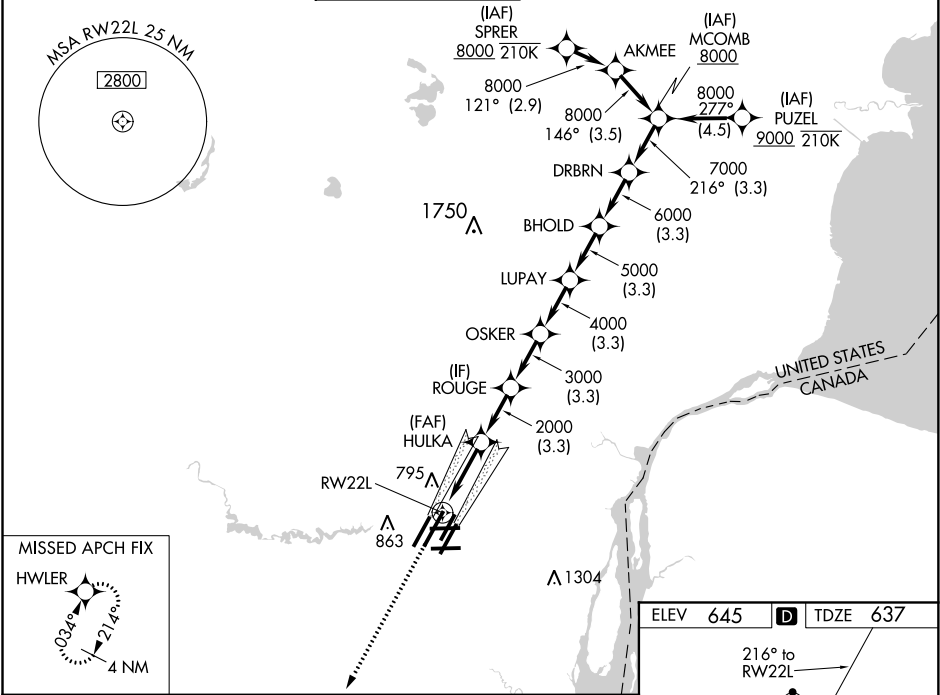 MSA RW22L 25 NM
2800
(IAF)
SPRER
8000 210K
AKMEE
(IAF)
MCOMB
8000
8000
121° (2.9)
8000
146° (3.5)
8000
277°
(4.5)
(IAF)
PUZEL
9000 210K
DRBRN
7000
216° (3.3)
1750
BHOLD
6000
(3.3)
LUPAY
5000
(3.3)
OSKER
4000
(3.3)
(IF)
ROUGE
3000
(3.3)
UNITED STATES
CANADA
(FAF)
HULKA
2000
(3.3)
795
RW22L
863
1304
MISSED APCH FIX
HWLER
034°
214°
4 NM
ELEV 645 D TDZE 637
216° to
RW22L